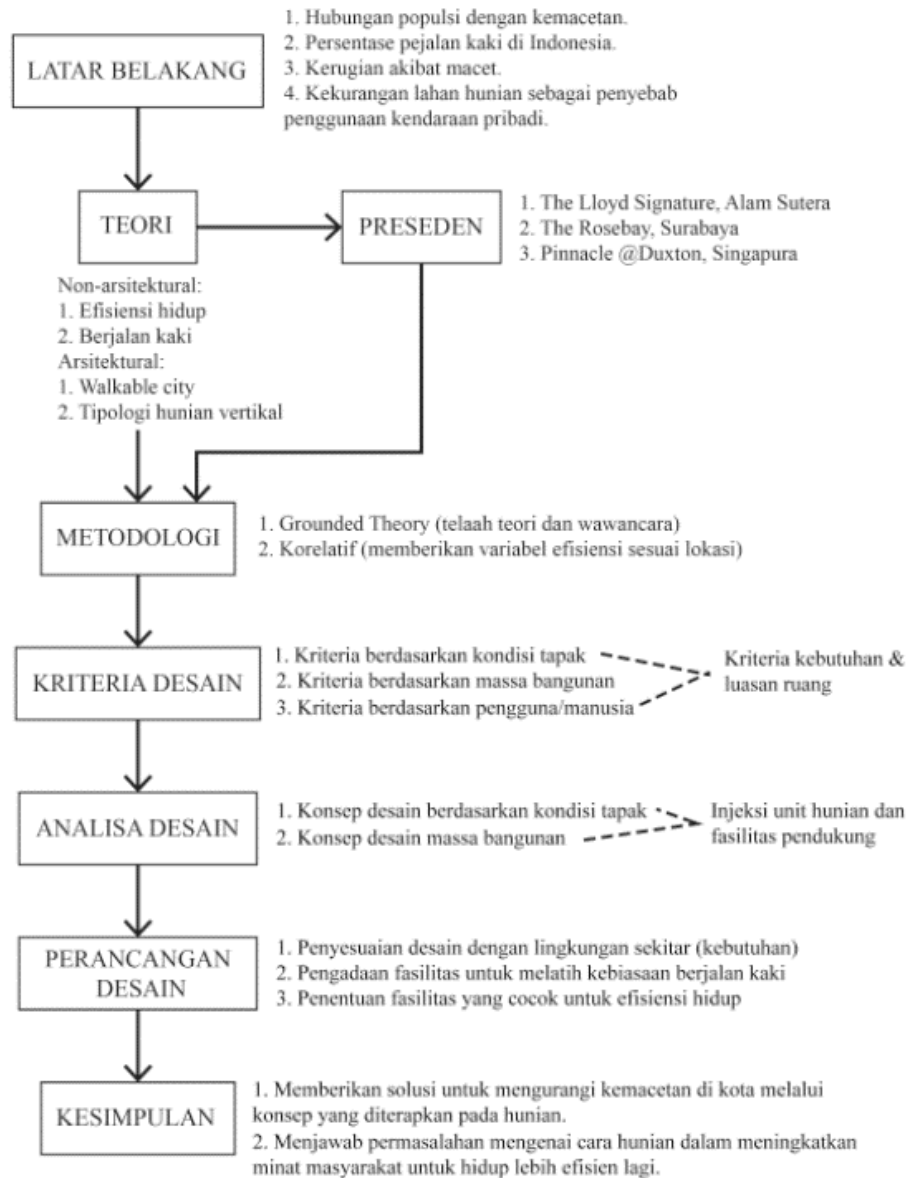 1. Hubungan populsi dengan kemacetan.
2. Persentase pejalan kaki di Indonesia.
3. Kerugian akibat macet.
4. Kekurangan lahan hunian sebagai penyebab
penggunaan kendaraan pribadi.
LATAR BELAKANG
TEORI
PRESEDEN
1. The Lloyd Signature, Alam Sutera
2. The Rosebay, Surabaya
3. Pinnacle @Duxton, Singapura
Non-arsitektural:
1. Efisiensi hidup
2. Berjalan kaki
Arsitektural:
1. Walkable city
2. Tipologi hunian vertikal
METODOLOGI
1. Grounded Theory (telaah teori dan wawancara)
2. Korelatif (memberikan variabel efisiensi sesuai lokasi)
KRITERIA DESAIN
1. Kriteria berdasarkan kondisi tapak
2. Kriteria berdasarkan massa bangunan
3. Kriteria berdasarkan pengguna/manusia
Kriteria kebutuhan &
luasan ruang
ANALISA DESAIN
1. Konsep desain berdasarkan kondisi tapak
2. Konsep desain massa bangunan
Injeksi unit hunian dan
fasilitas pendukung
PERANCANGAN
DESAIN
1. Penyesuaian desain dengan lingkungan sekitar (kebutuhan)
2. Pengadaan fasilitas untuk melatih kebiasaan berjalan kaki
3. Penentuan fasilitas yang cocok untuk efisiensi hidup
KESIMPULAN
1. Memberikan solusi untuk mengurangi kemacetan di kota melalui
konsep yang diterapkan pada hunian.
2. Menjawab permasalahan mengenai cara hunian dalam meningkatkan
minat masyarakat untuk hidup lebih efisien lagi.